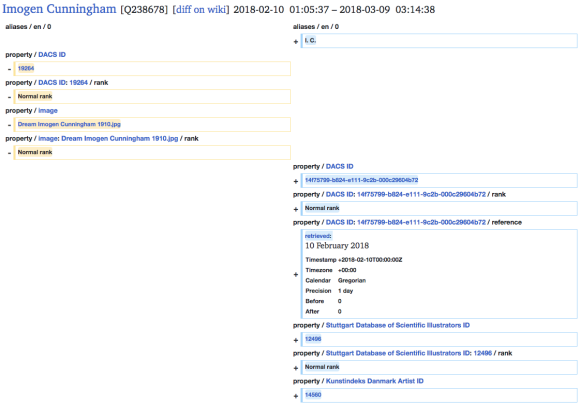 Imogen Cunningham [Q238678] [diff on wiki] 2018-02-10 01:05:37 – 2018-03-09 03:14:38
aliases / en / 0
aliases / en / 0
+ I. C.
property / DACS ID
- 19264
property / DACS ID: 19264 / rank
- Normal rank
property / image
- Dream Imogen Cunningham 1910.jpg
property / image: Dream Imogen Cunningham 1910.jpg / rank
- Normal rank
property / DACS ID
+ 14f75799-b824-e111-9c2b-000c29604b72
property / DACS ID: 14f75799-b824-e111-9c2b-000c29604b72 / rank
+ Normal rank
property / DACS ID: 14f75799-b824-e111-9c2b-000c29604b72 / reference
retrieved:
10 February 2018
Timestamp +2018-02-10T00:00:00Z
Timezone +00:00
+
Calendar Gregorian
Precision 1 day
Before 0
After 0
property / Stuttgart Database of Scientific Illustrators ID
+ 12496
property / Stuttgart Database of Scientific Illustrators ID: 12496 / rank
+ Normal rank
property / Kunstindeks Danmark Artist ID
+ 14560